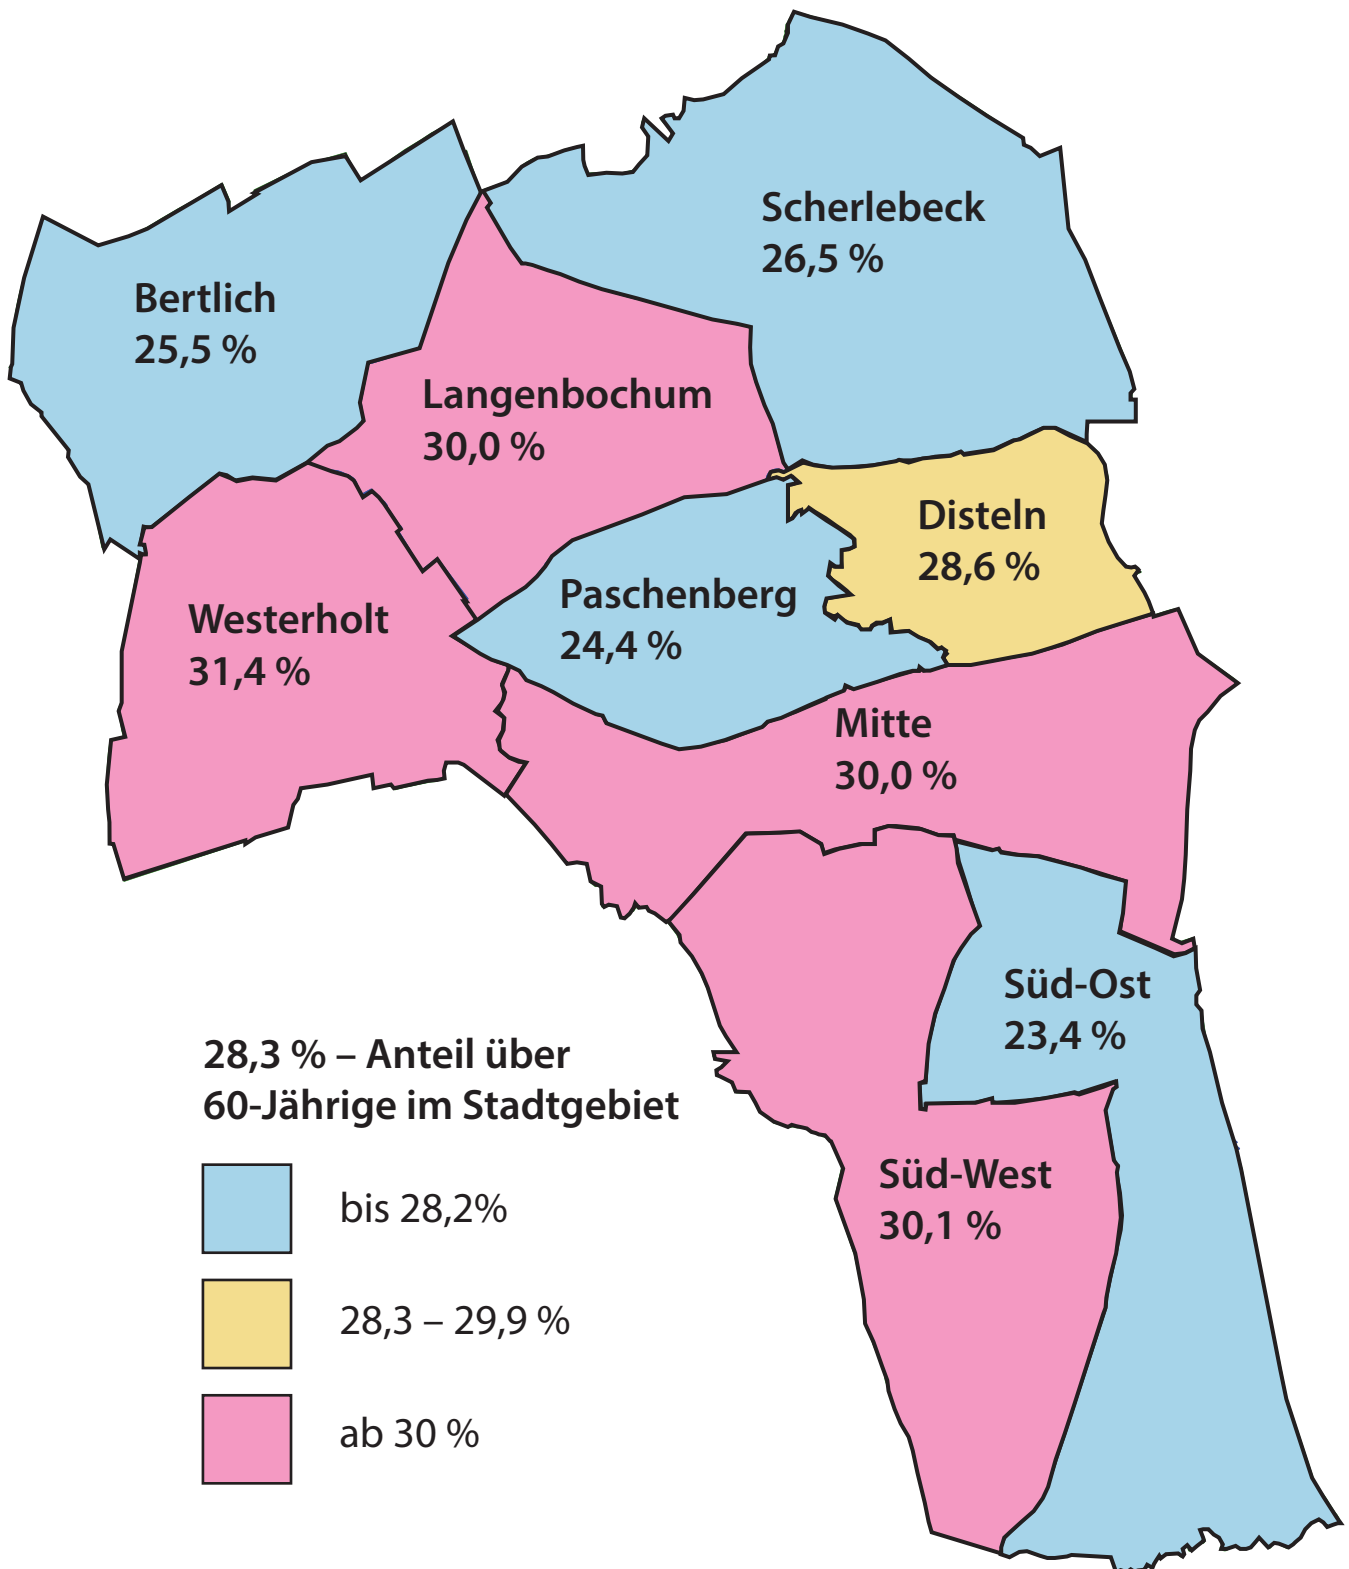 Scherlebeck
26,5 %
Bertlich
25,5 %
Langenbochum
30,0 %
Disteln
28,6 %
Paschenberg
24,4 %
Westerholt
31,4 %
Mitte
30,0 %
Süd-Ost
23,4 %
Süd-West
30,1 %
28,3 % – Anteil über
60-Jährige im Stadtgebiet
bis 28,2%
28,3 – 29,9 %
ab 30 %